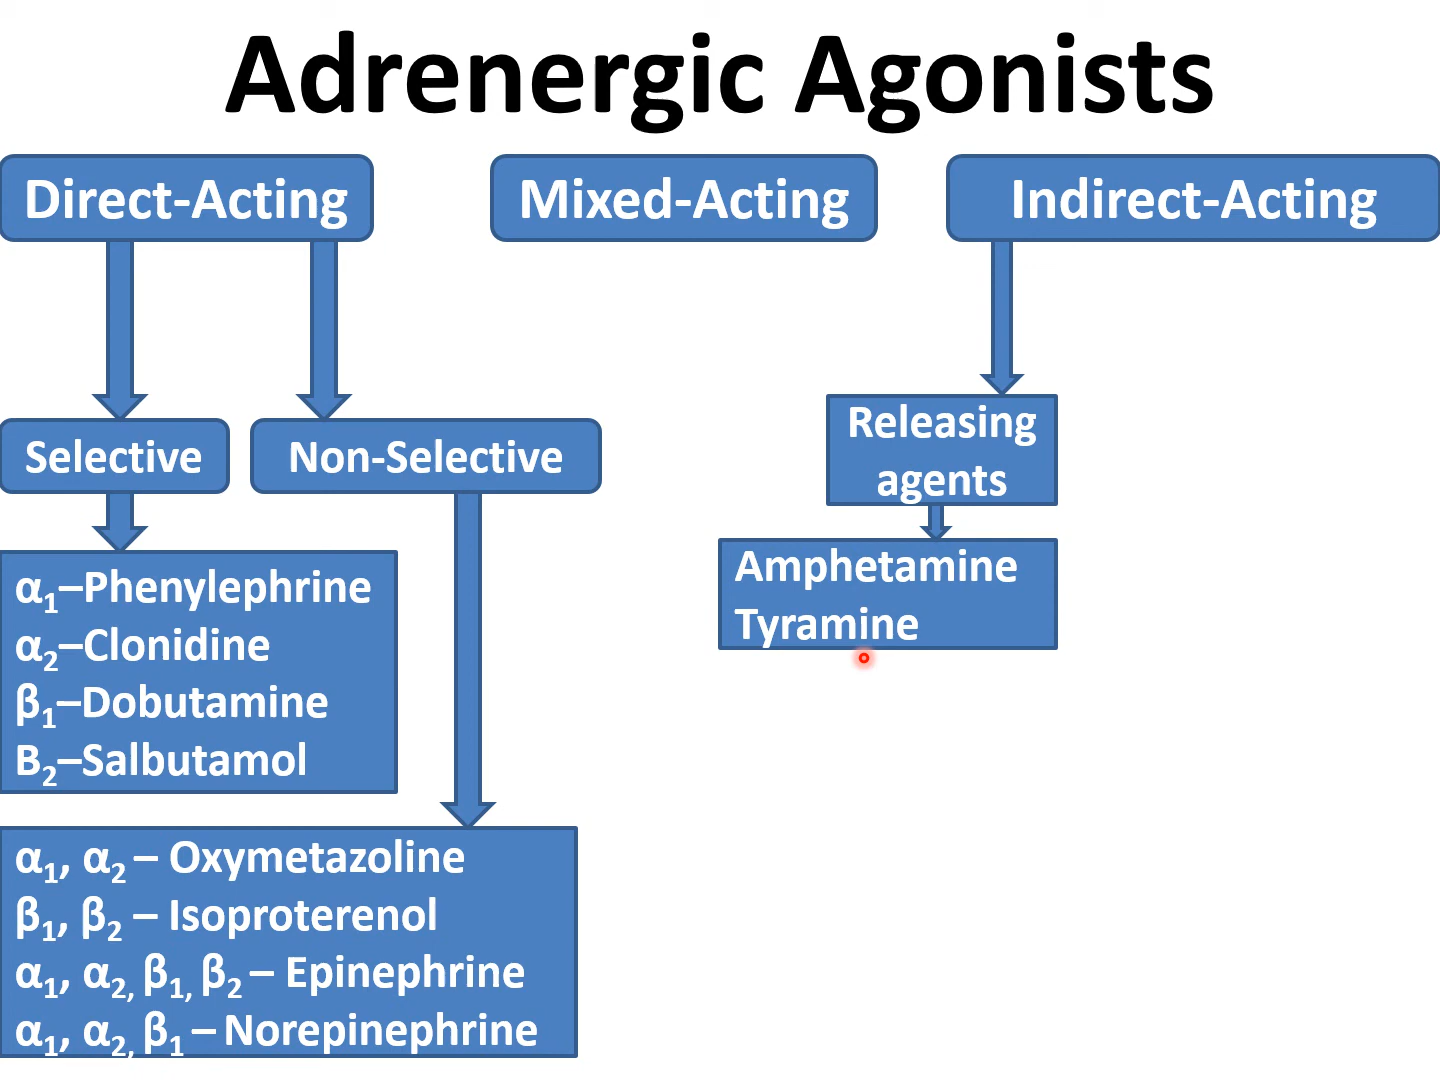 Adrenergic Agonists
Direct-Acting
Mixed-Acting
Indirect-Acting
Selective
Non-Selective
Releasing
agents
Amphetamine
Tyramine
α₁–Phenylephrine
α₂–Clonidine
β₁–Dobutamine
B₂–Salbutamol
α₁, α₂ – Oxymetazoline
β₁, β₂ – Isoproterenol
α₁, α₂, β₁, β₂ – Epinephrine
α₁, α₂, β₁ – Norepinephrine